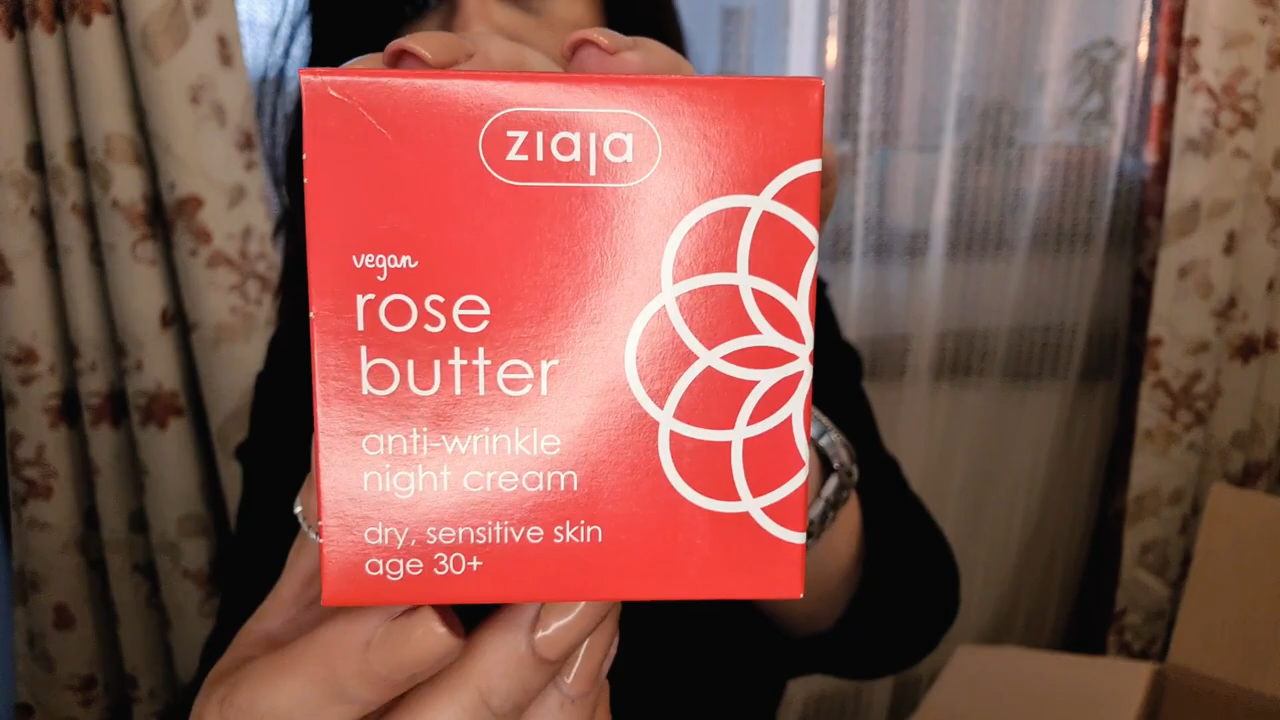 ziaja
vegan
rose
butter
anti-wrinkle
night cream
dry, sensitive skin
age 30+